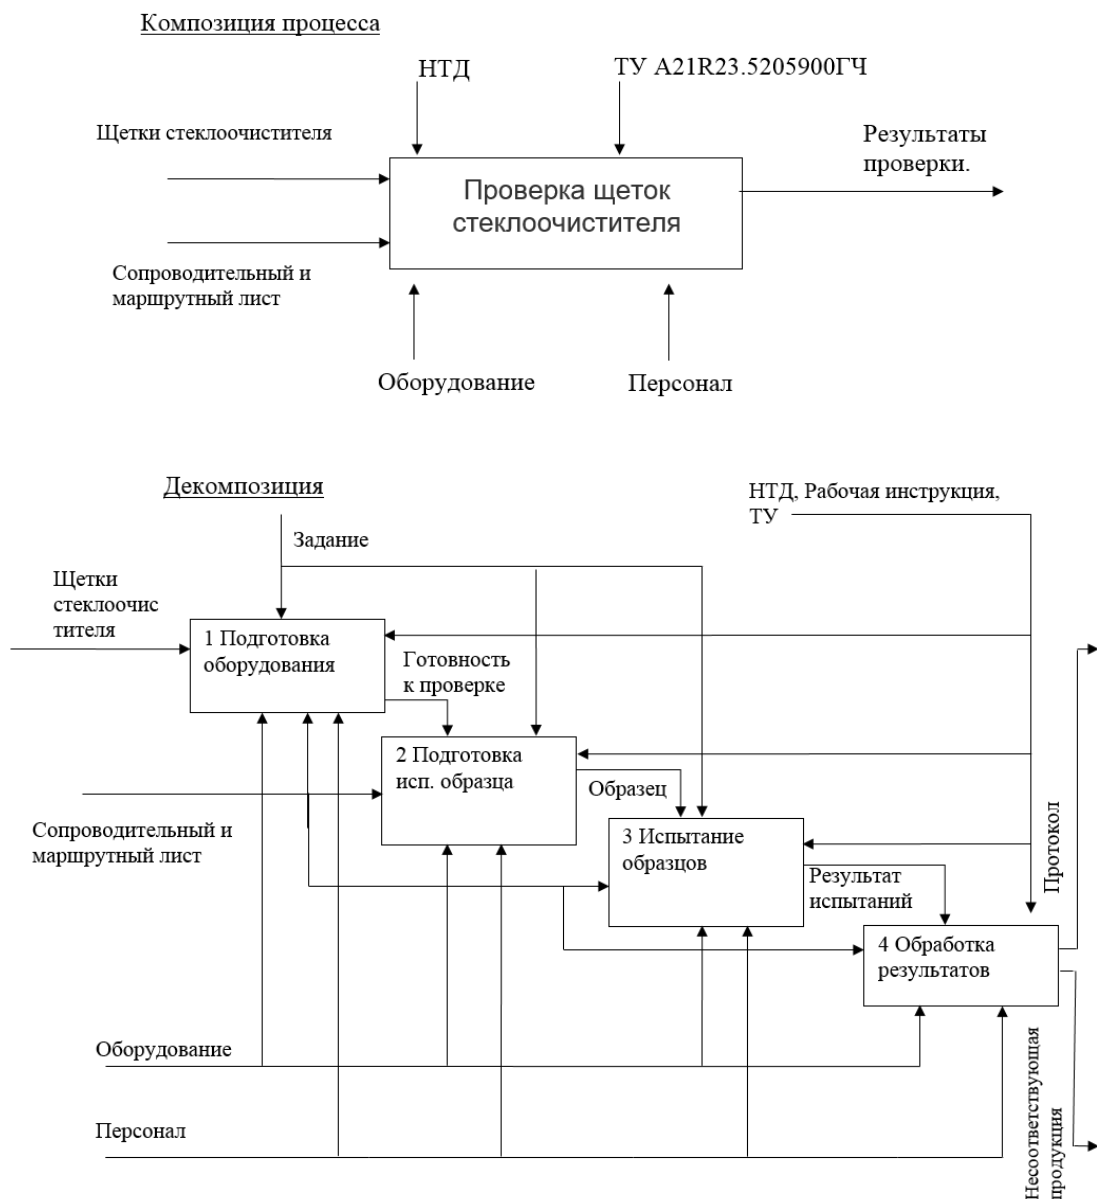 Композиция процесса
НТД
ТУ A21R23.5205900ГЧ
Щетки стеклоочистителя
Результаты
проверки.
Проверка щеток
стеклоочистителя
Сопроводительный и
маршрутный лист
Оборудование
Персонал
Декомпозиция
НТД, Рабочая инструкция,
ТУ
Задание
Щетки
стеклоочис
тителя
1 Подготовка
оборудования
Готовность
к проверке
2 Подготовка
исп. образца
Образец
Сопроводительный и
маршрутный лист
3 Испытание
образцов
Результат
испытаний
Протокол
4 Обработка
результатов
Оборудование
Персонал
Несоответствующая
продукция